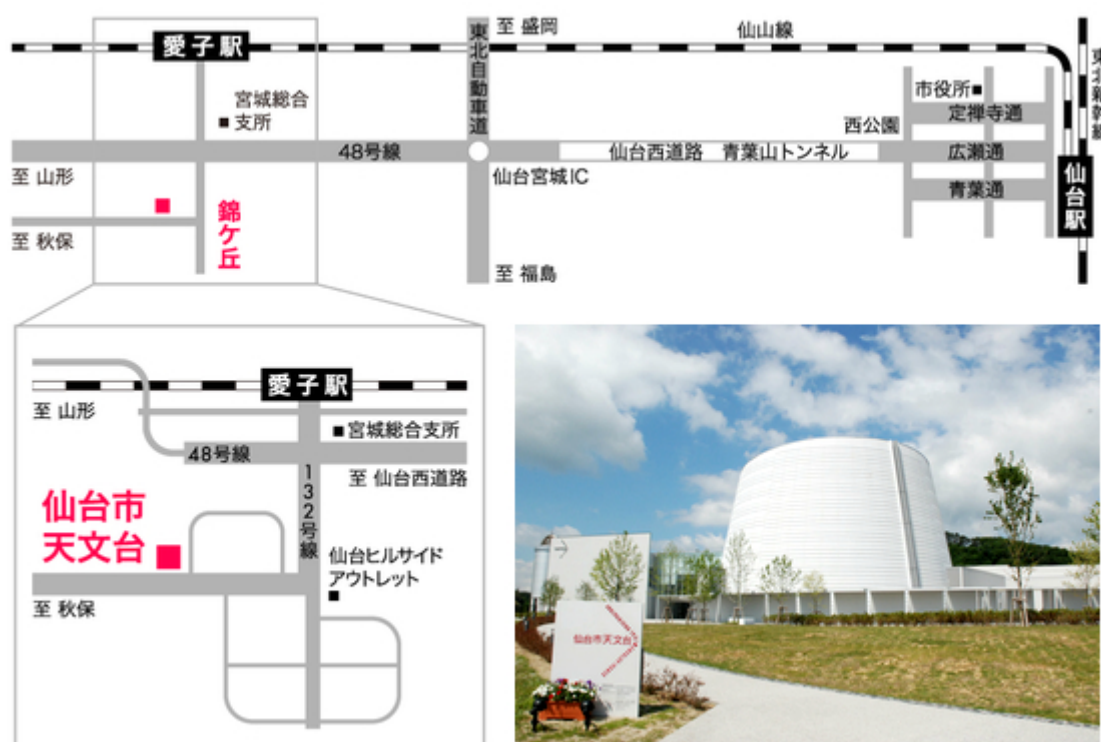 至 盛岡
仙山線
愛子駅
東北自動車道
東北新幹線
宮城総合
支所
市役所
定禅寺通
西公園
48号線
仙台西道路 青葉山トンネル
広瀬通
至 山形
仙台宮城IC
青葉通
仙台駅
錦ケ丘
至 秋保
至 福島
愛子駅
至 山形
宮城総合支所
48号線
至 仙台西道路
132号線
仙台市
天文台
仙台ヒルサイド
アウトレット
至 秋保
仙台市天文台